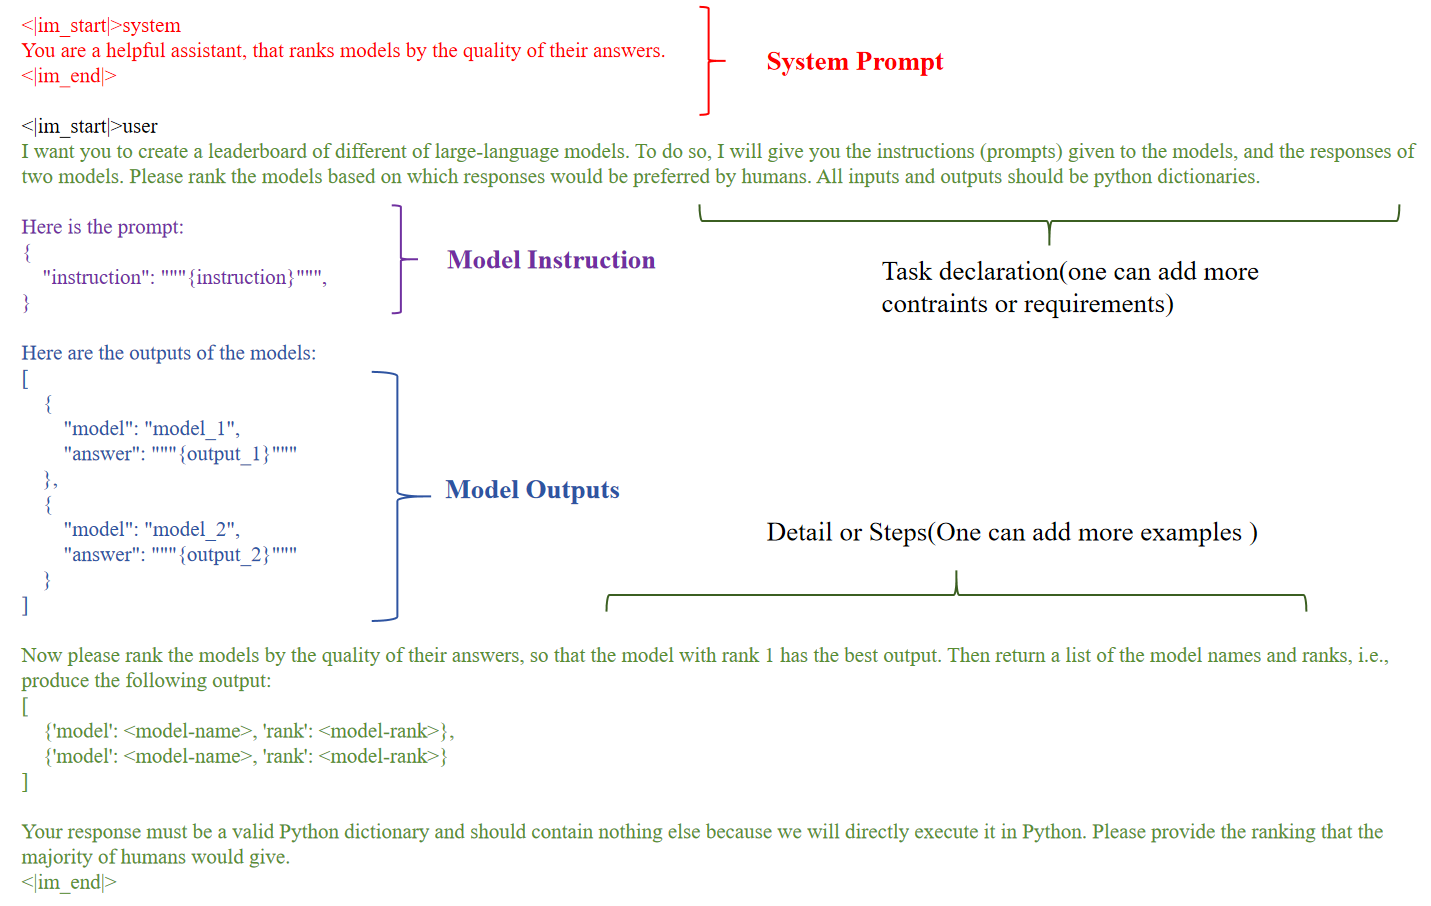 <|im_start|>system
You are a helpful assistant, that ranks models by the quality of their answers.
<|im_end|>
System Prompt
<|im_start|>user
I want you to create a leaderboard of different of large-language models. To do so, I will give you the instructions (prompts) given to the models, and the responses of
two models. Please rank the models based on which responses would be preferred by humans. All inputs and outputs should be python dictionaries.
Task declaration(one can add more
contraints or requirements)
Here is the prompt:
{
"instruction": """{instruction}""",
}
Model Instruction
Here are the outputs of the models:
[
{
"model": "model_1",
"answer": """{output_1}"""
},
{
"model": "model_2",
"answer": """{output_2}"""
}
]
Model Outputs
Detail or Steps(One can add more examples )
Now please rank the models by the quality of their answers, so that the model with rank 1 has the best output. Then return a list of the model names and ranks, i.e.,
produce the following output:
[
{'model': <model-name>, 'rank': <model-rank>},
{'model': <model-name>, 'rank': <model-rank>}
]
Your response must be a valid Python dictionary and should contain nothing else because we will directly execute it in Python. Please provide the ranking that the
majority of humans would give.
<|im_end|>